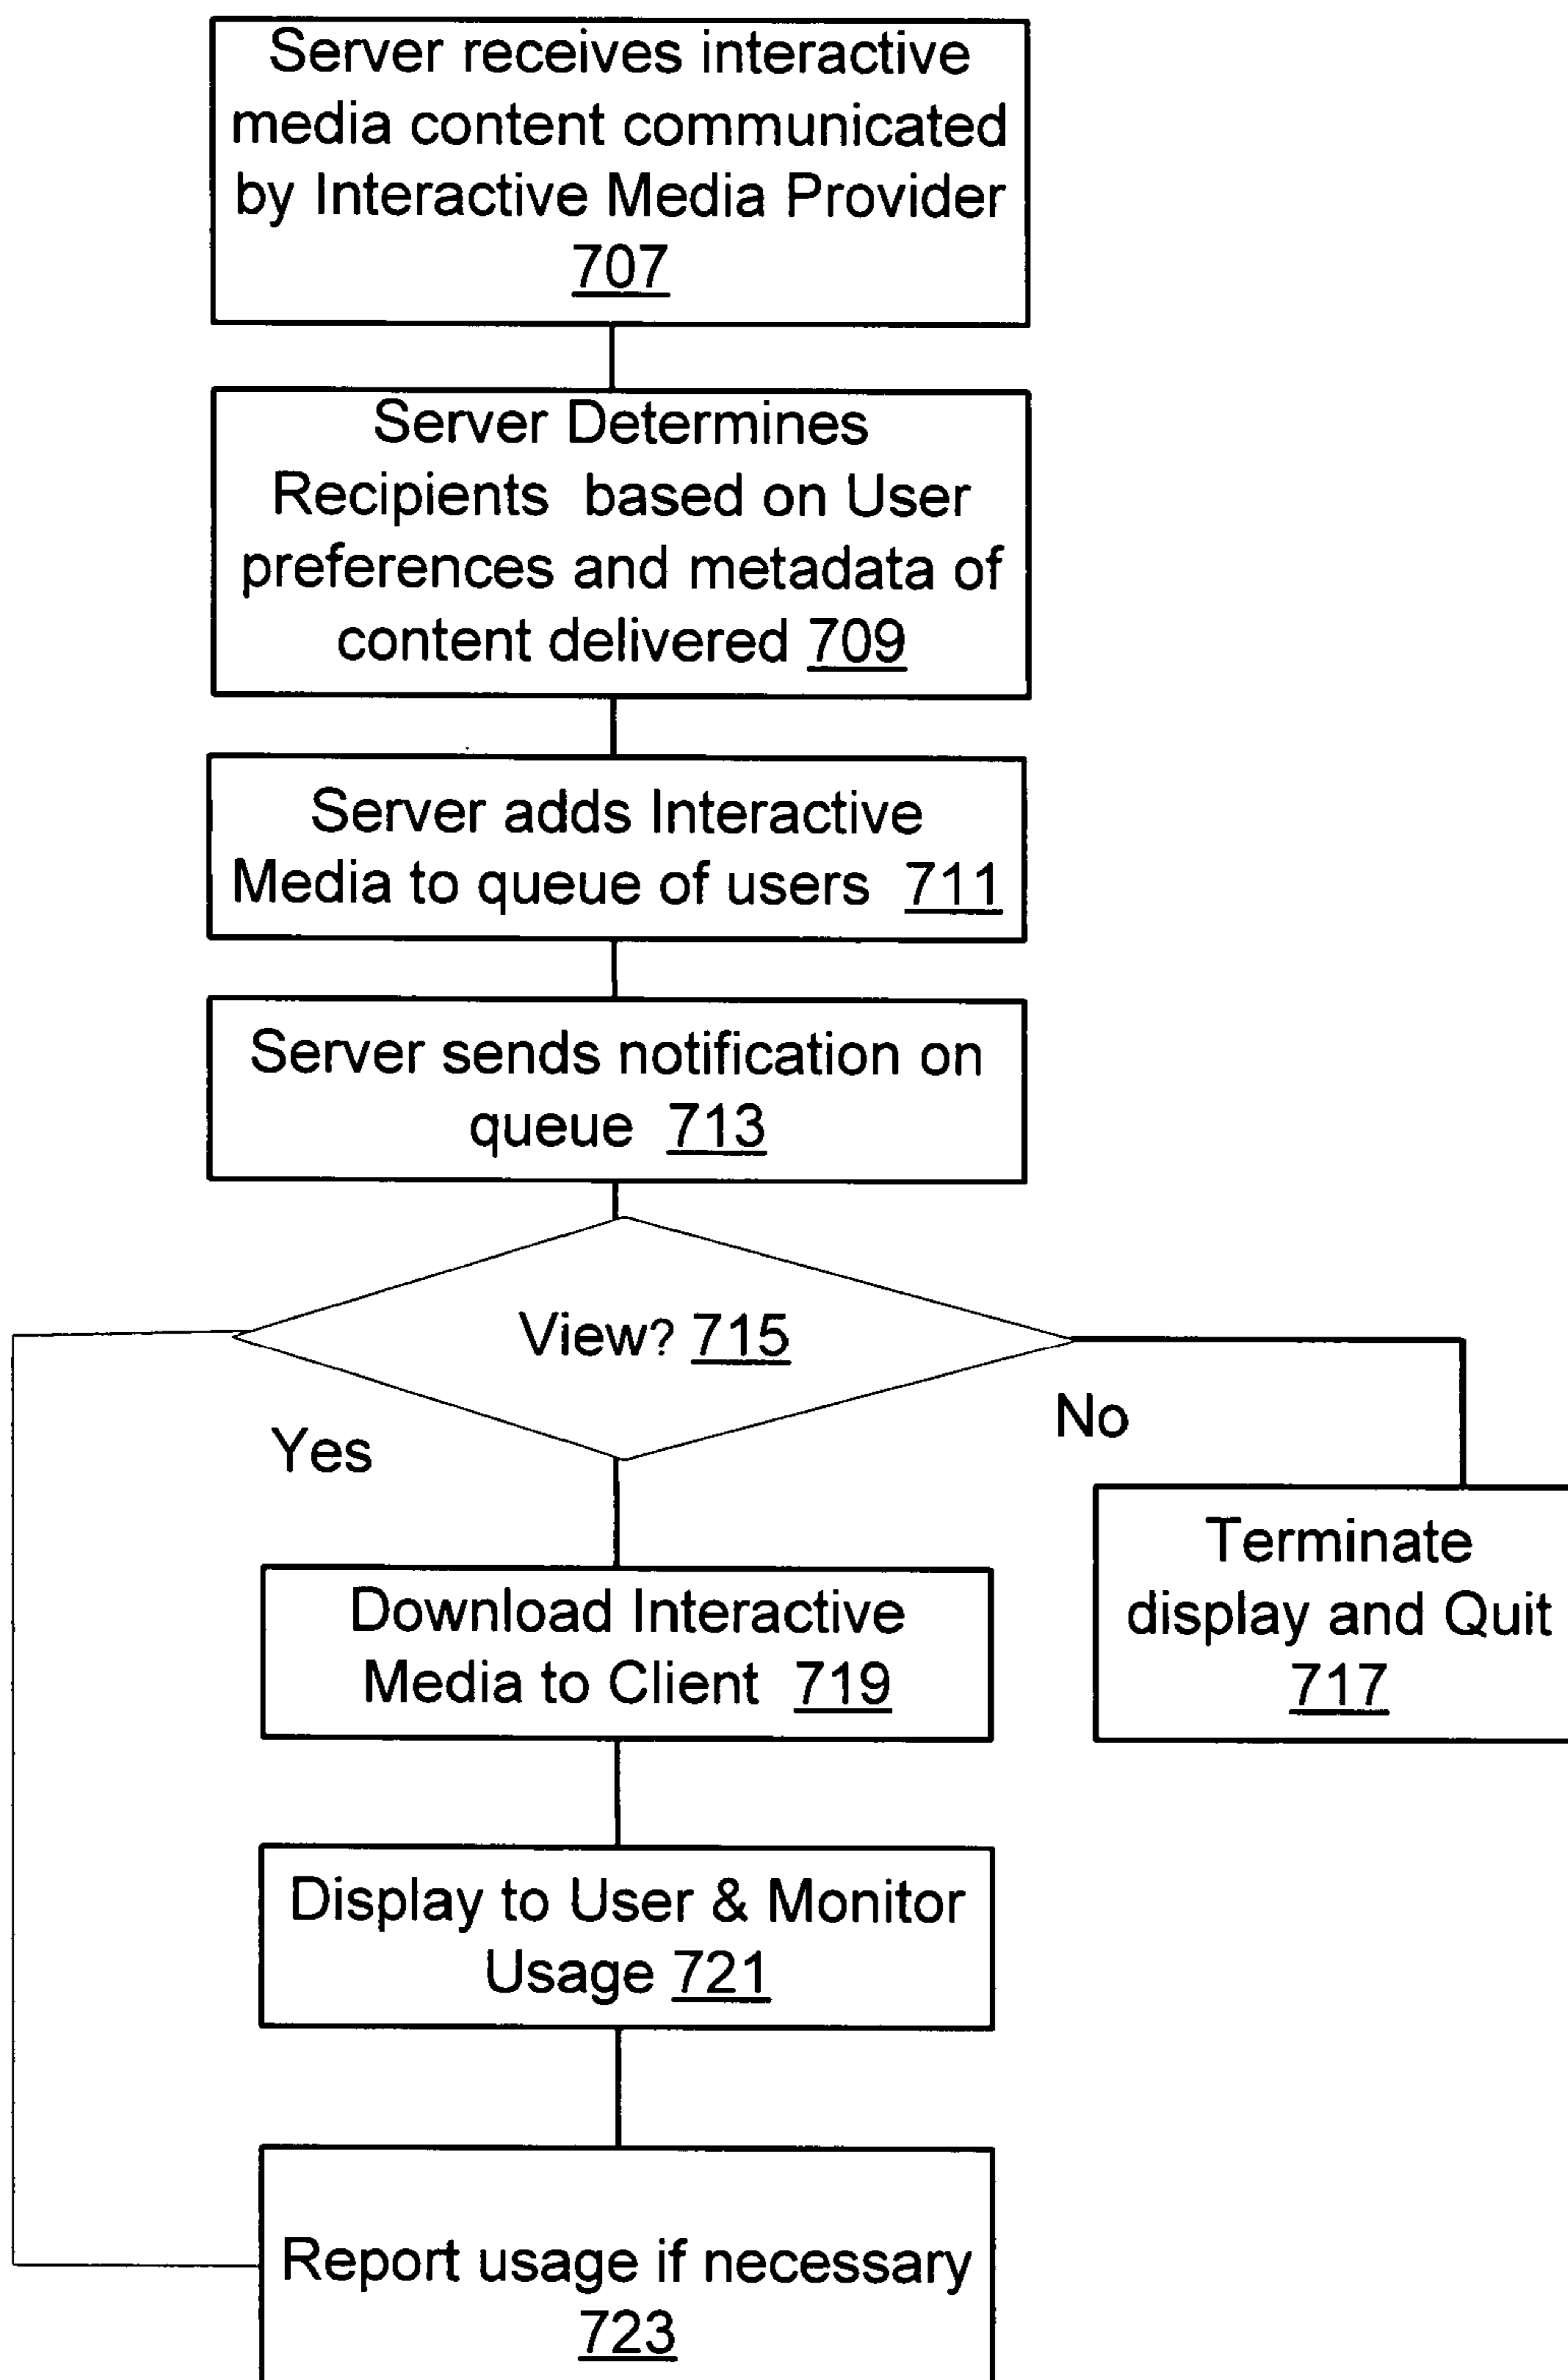 Server receives interactive
media content communicated
by Interactive Media Provider
707
Server Determines
Recipients based on User
preferences and metadata of
content delivered 709
Server adds Interactive
Media to queue of users 711
Server sends notification on
queue 713
View? 715
No
Yes
Terminate
display and Quit
717
Download Interactive
Media to Client 719
Display to User & Monitor
Usage 721
Report usage if necessary
723